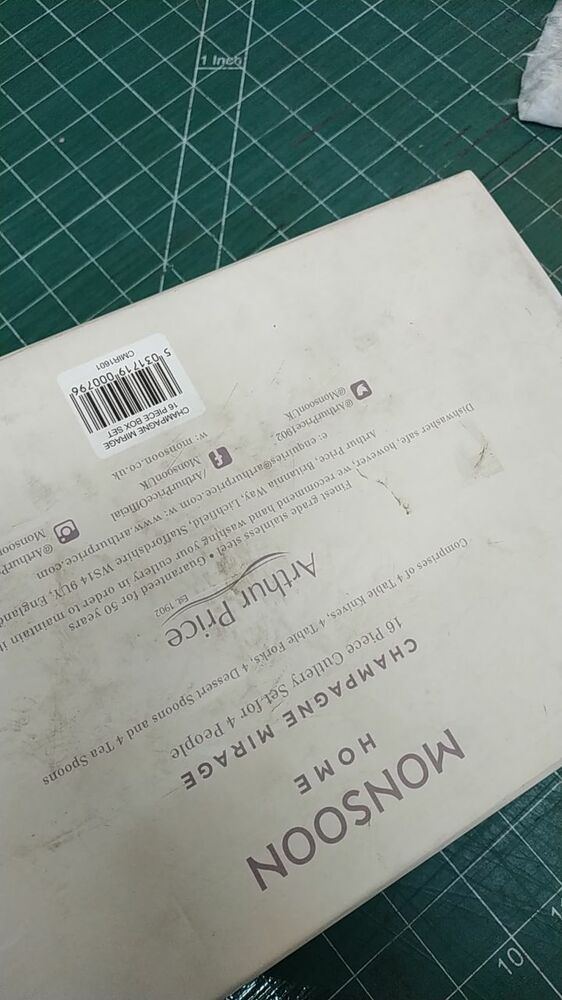 MONSOON
HOME
CHAMPAGNE MIRAGE
16 Piece Cutlery Set for 4 People
Comprises of 4 Table Knives, 4 Table Forks, 4 Dessert Spoons and 4 Tea Spoons
Arthur Price
Est. 1902
Finest grade stainless steel • Guaranteed for 50 years
Dishwasher safe, however, we recommend hand washing your cutlery in order to maintain
Arthur Price, Britannia Way, Lichfield, Staffordshire WS14 9UY, England
e: enquiries@arthurprice.com w: www.arthurprice.com
w: monsoon.co.uk
@ArthurPrice1902
@MonsoonUK
/ArthurPriceOfficial
MonsoonUK
CHAMPAGNE MIRAGE
16 PIECE BOX SET
5 031719 000796
CMIR1601
1 Inch
10